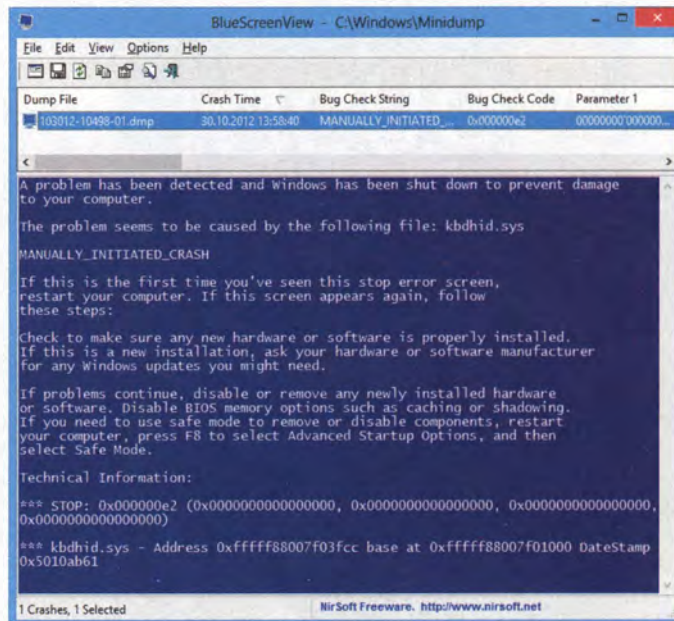 BlueScreenView - C:\Windows\Minidump
File Edit View Options Help
Dump File Crash Time Bug Check String Bug Check Code Parameter 1
103012-10498-01.dmp 30.10.2012 13:58:40 MANUALLY_INITIATED_... 0x000000e2 00000000'000000...
A problem has been detected and Windows has been shut down to prevent damage
to your computer.
The problem seems to be caused by the following file: kbdhid.sys
MANUALLY_INITIATED_CRASH
If this is the first time you've seen this stop error screen,
restart your computer. If this screen appears again, follow
these steps:
Check to make sure any new hardware or software is properly installed.
If this is a new installation, ask your hardware or software manufacturer
for any Windows updates you might need.
If problems continue, disable or remove any newly installed hardware
or software. Disable BIOS memory options such as caching or shadowing.
If you need to use safe mode to remove or disable components, restart
your computer, press F8 to select Advanced Startup Options, and then
select Safe Mode.
Technical Information:
*** STOP: 0x000000e2 (0x0000000000000000, 0x0000000000000000, 0x0000000000000000,
0x0000000000000000)
*** kbdhid.sys - Address 0xfffff88007f03fcc base at 0xfffff88007f01000 DateStamp
0x5010ab61
1 Crashes, 1 Selected NirSoft Freeware. http://www.nirsoft.net